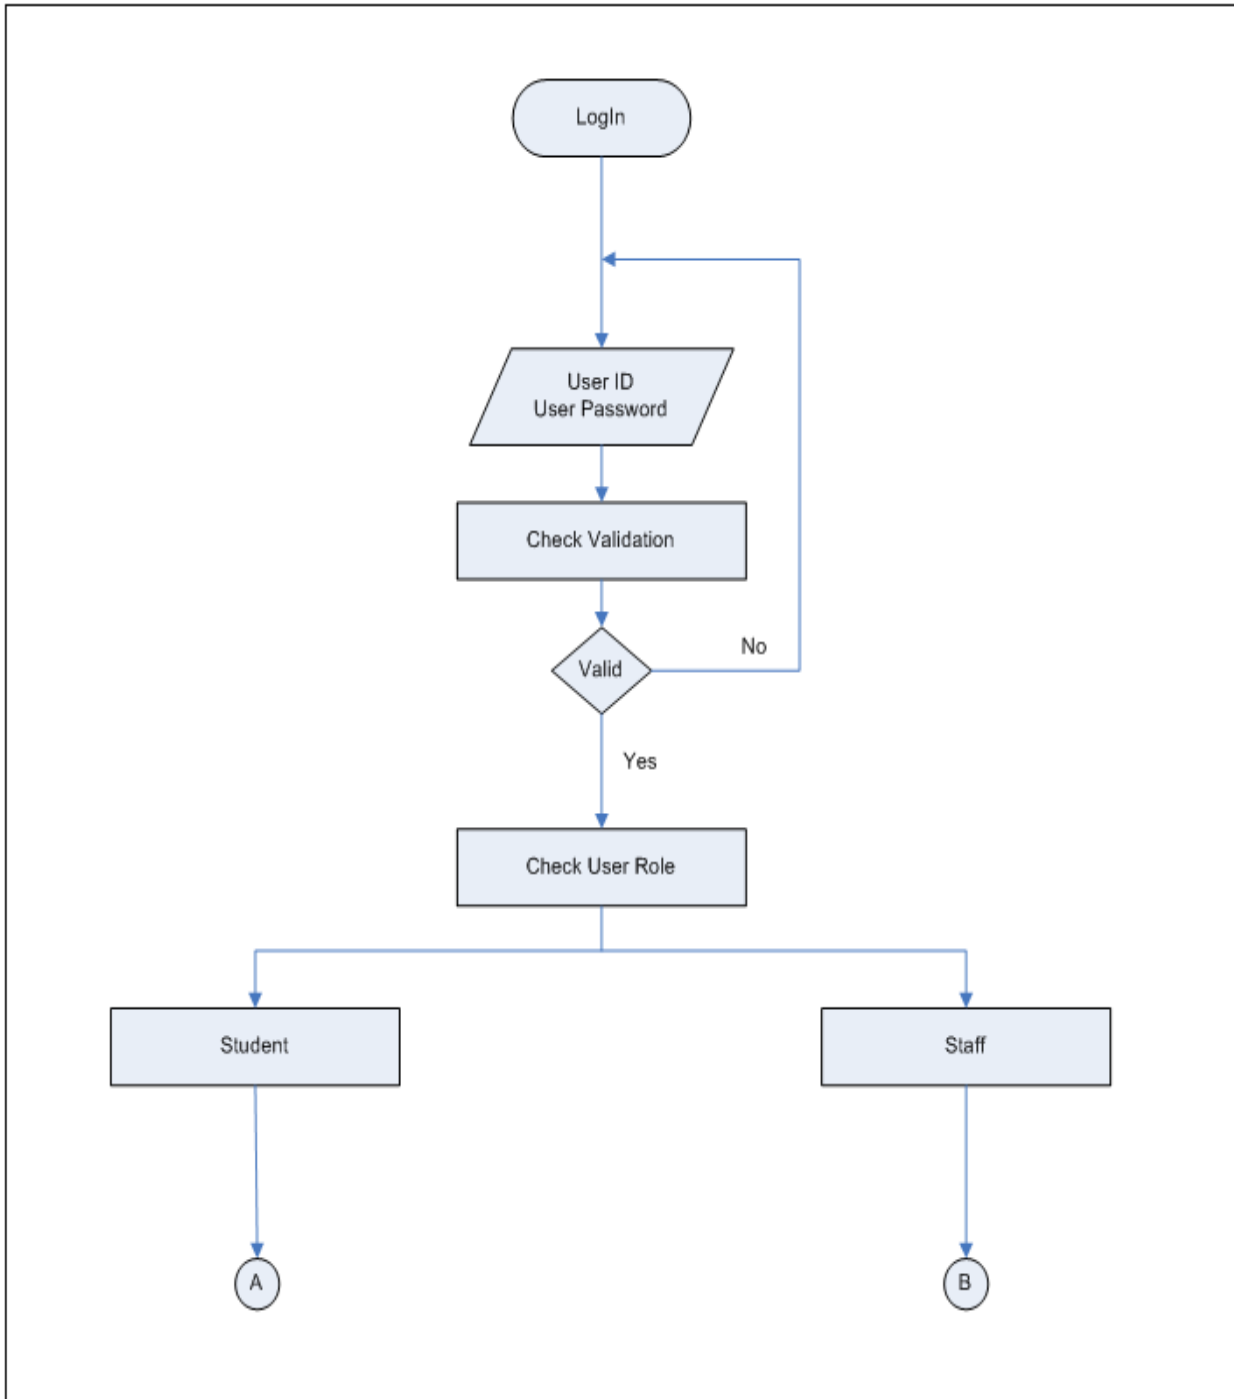 LogIn
User ID
User Password
Check Validation
Valid
No
Yes
Check User Role
Student
Staff
A
B